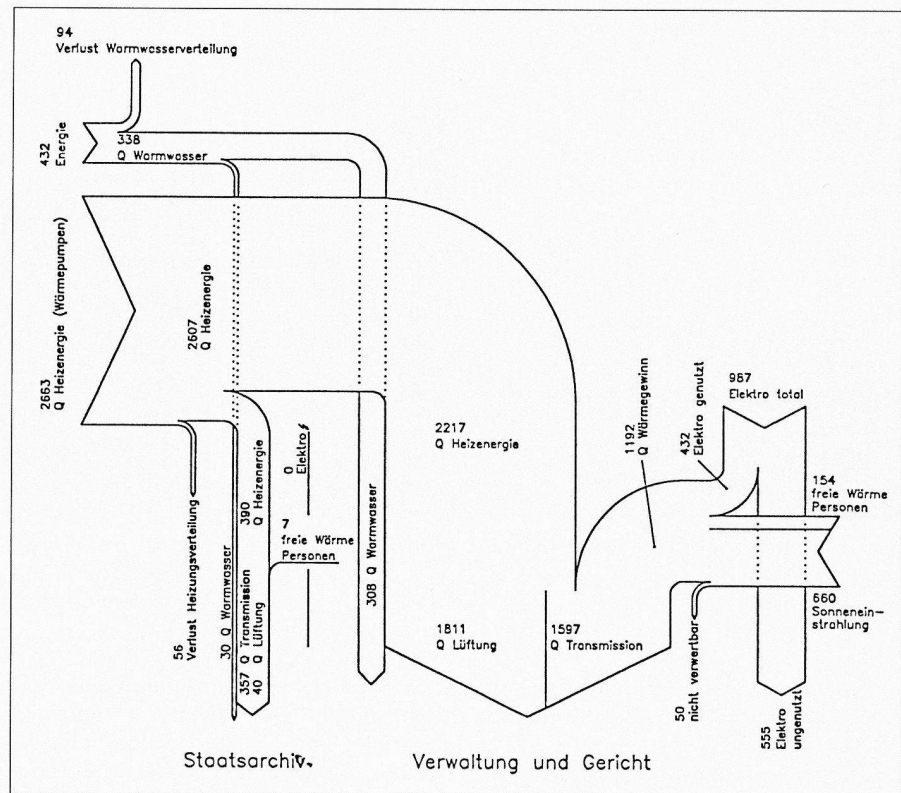 94
Verlust Warmwasserverteilung
432
Energie
338
Q Warmwasser
2663
Q Heizenergie (Wärmepumpen)
2607
Q Heizenergie
56
Verlust Heizungsverteilung
30 Q Warmwasser
390
Q Heizenergie
357 Q Transmission
40 Q Lüftung
0
Elektro
7
freie Wärme
Personen
308 Q Warmwasser
2217
Q Heizenergie
1811
Q Lüftung
1597
Q Transmission
1192
Q Wärmegewinn
432
Elektro genutzt
987
Elektro total
154
freie Wärme
Personen
660
Sonnenein-
strahlung
50
nicht verwertbar
555
Elektro
ungenutzt
Staatsarchiv.
Verwaltung und Gericht